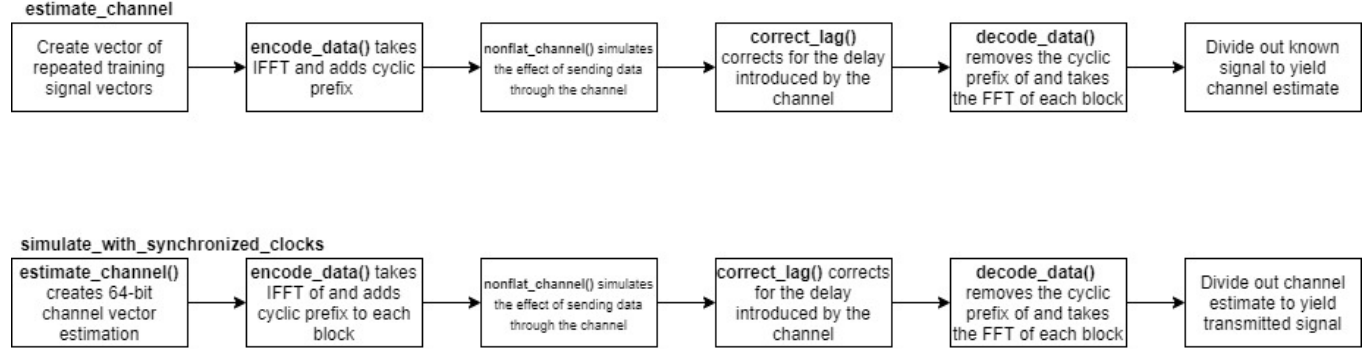 estimate_channel
Create vector of
repeated training
signal vectors
encode_data() takes
IFFT and adds cyclic
prefix
nonflat_channel() simulates
the effect of sending data
through the channel
correct_lag()
corrects for the delay
introduced by the
channel
decode_data()
removes the cyclic
prefix of and takes
the FFT of each block
Divide out known
signal to yield
channel estimate
simulate_with_synchronized_clocks
estimate_channel()
creates 64-bit
channel vector
estimation
encode_data() takes
IFFT of and adds
cyclic prefix to each
block
nonflat_channel() simulates
the effect of sending data
through the channel
correct_lag() corrects
for the delay
introduced by the
channel
decode_data()
removes the cyclic
prefix of and takes
the FFT of each block
Divide out channel
estimate to yield
transmitted signal